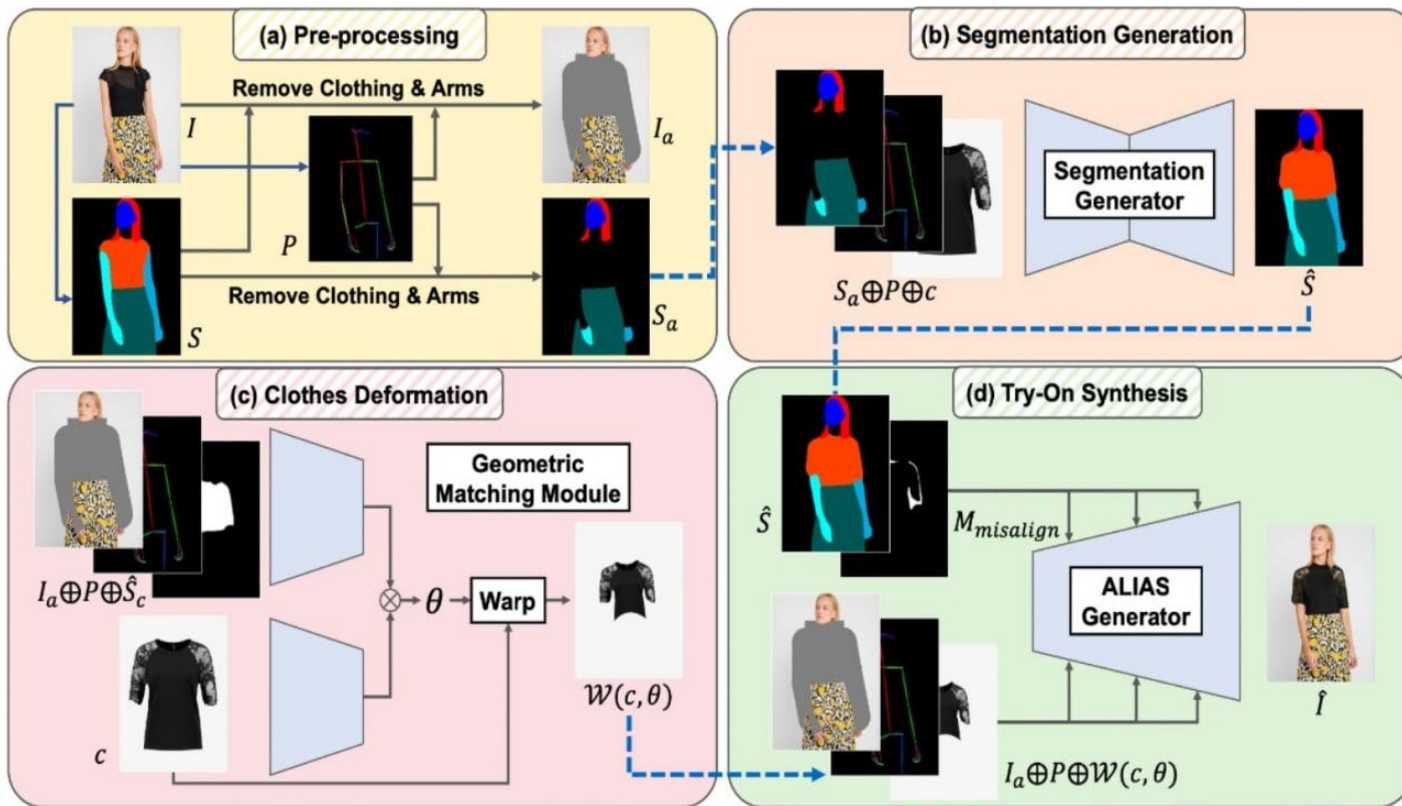 (a) Pre-processing
Remove Clothing & Arms
I
I_a
P
S
Remove Clothing & Arms
S_a
(b) Segmentation Generation
Segmentation
Generator
S_a⊕P⊕c
Ŝ
(c) Clothes Deformation
Geometric
Matching Module
I_a⊕P⊕Ŝ_c
⊗
θ
Warp
c
𝒲(c, θ)
(d) Try-On Synthesis
Ŝ
M_misalign
ALIAS
Generator
Î
I_a⊕P⊕𝒲(c, θ)